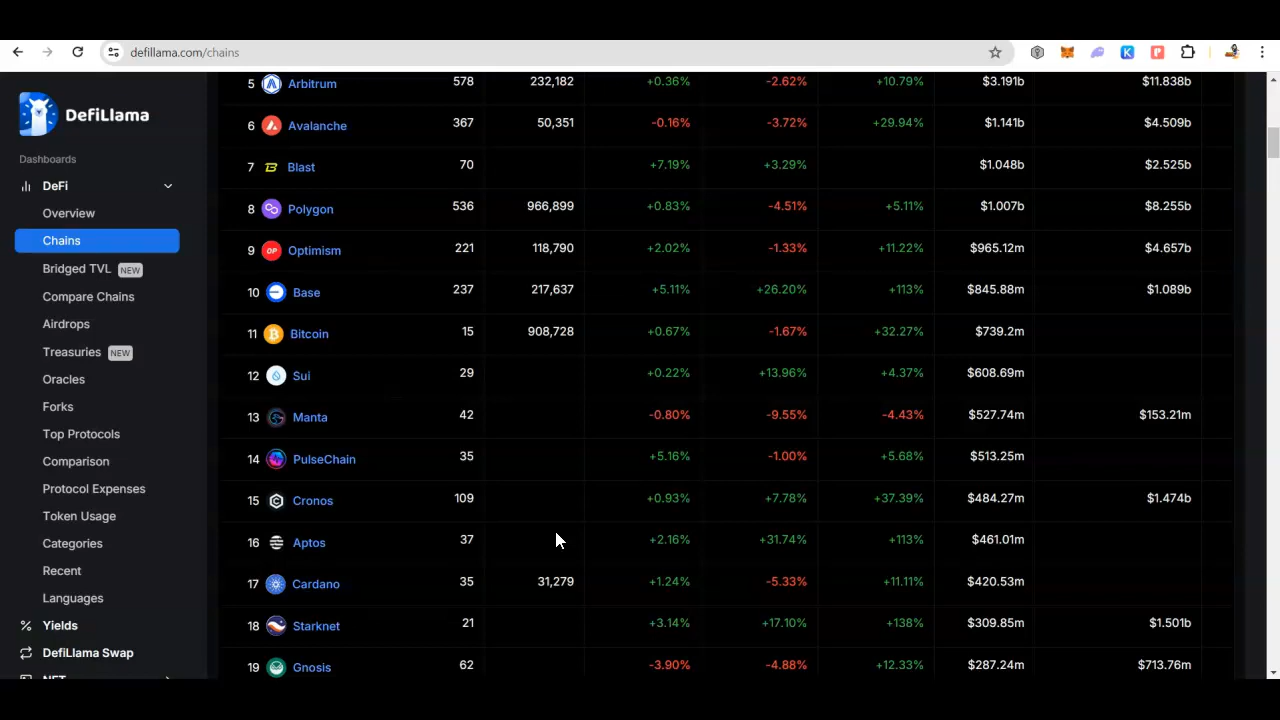 defillama.com/chains
DefiLlama
Dashboards
DeFi
Overview
Chains
Bridged TVL NEW
Compare Chains
Airdrops
Treasuries NEW
Oracles
Forks
Top Protocols
Comparison
Protocol Expenses
Token Usage
Categories
Recent
Languages
Yields
DefiLlama Swap
NFT
5 Arbitrum 578 232,182 +0.36% -2.62% +10.79% $3.191b $11.838b
6 Avalanche 367 50,351 -0.16% -3.72% +29.94% $1.141b $4.509b
7 Blast 70 +7.19% +3.29% $1.048b $2.525b
8 Polygon 536 966,899 +0.83% -4.51% +5.11% $1.007b $8.255b
9 OP Optimism 221 118,790 +2.02% -1.33% +11.22% $965.12m $4.657b
10 Base 237 217,637 +5.11% +26.20% +113% $845.88m $1.089b
11 Bitcoin 15 908,728 +0.67% -1.67% +32.27% $739.2m
12 Sui 29 +0.22% +13.96% +4.37% $608.69m
13 Manta 42 -0.80% -9.55% -4.43% $527.74m $153.21m
14 PulseChain 35 +5.16% -1.00% +5.68% $513.25m
15 Cronos 109 +0.93% +7.78% +37.39% $484.27m $1.474b
16 Aptos 37 +2.16% +31.74% +113% $461.01m
17 Cardano 35 31,279 +1.24% -5.33% +11.11% $420.53m
18 Starknet 21 +3.14% +17.10% +138% $309.85m $1.501b
19 Gnosis 62 -3.90% -4.88% +12.33% $287.24m $713.76m